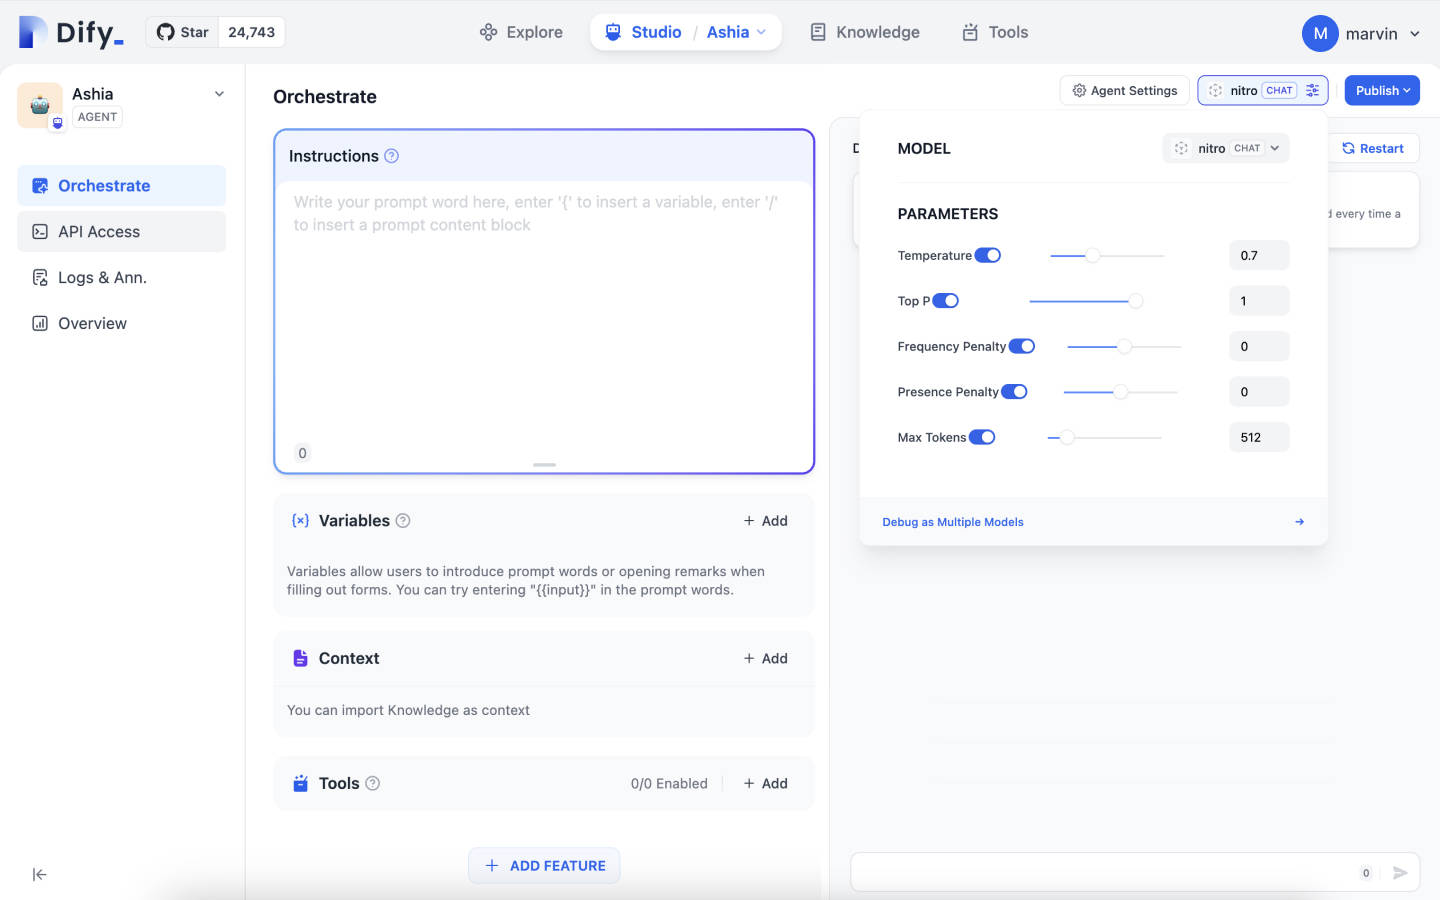 Dify_
Star 24,743
Explore
Studio / Ashia
Knowledge
Tools
M marvin
Ashia
AGENT
Orchestrate
API Access
Logs & Ann.
Overview
Orchestrate
Agent Settings
nitro CHAT
Publish
Instructions
Write your prompt word here, enter '{' to insert a variable, enter '/'
to insert a prompt content block
0
Variables
+ Add
Variables allow users to introduce prompt words or opening remarks when
filling out forms. You can try entering "{{input}}" in the prompt words.
Context
+ Add
You can import Knowledge as context
Tools
0/0 Enabled
+ Add
+ ADD FEATURE
MODEL
nitro CHAT
Restart
every time a
PARAMETERS
Temperature 0.7
Top P 1
Frequency Penalty 0
Presence Penalty 0
Max Tokens 512
Debug as Multiple Models
0